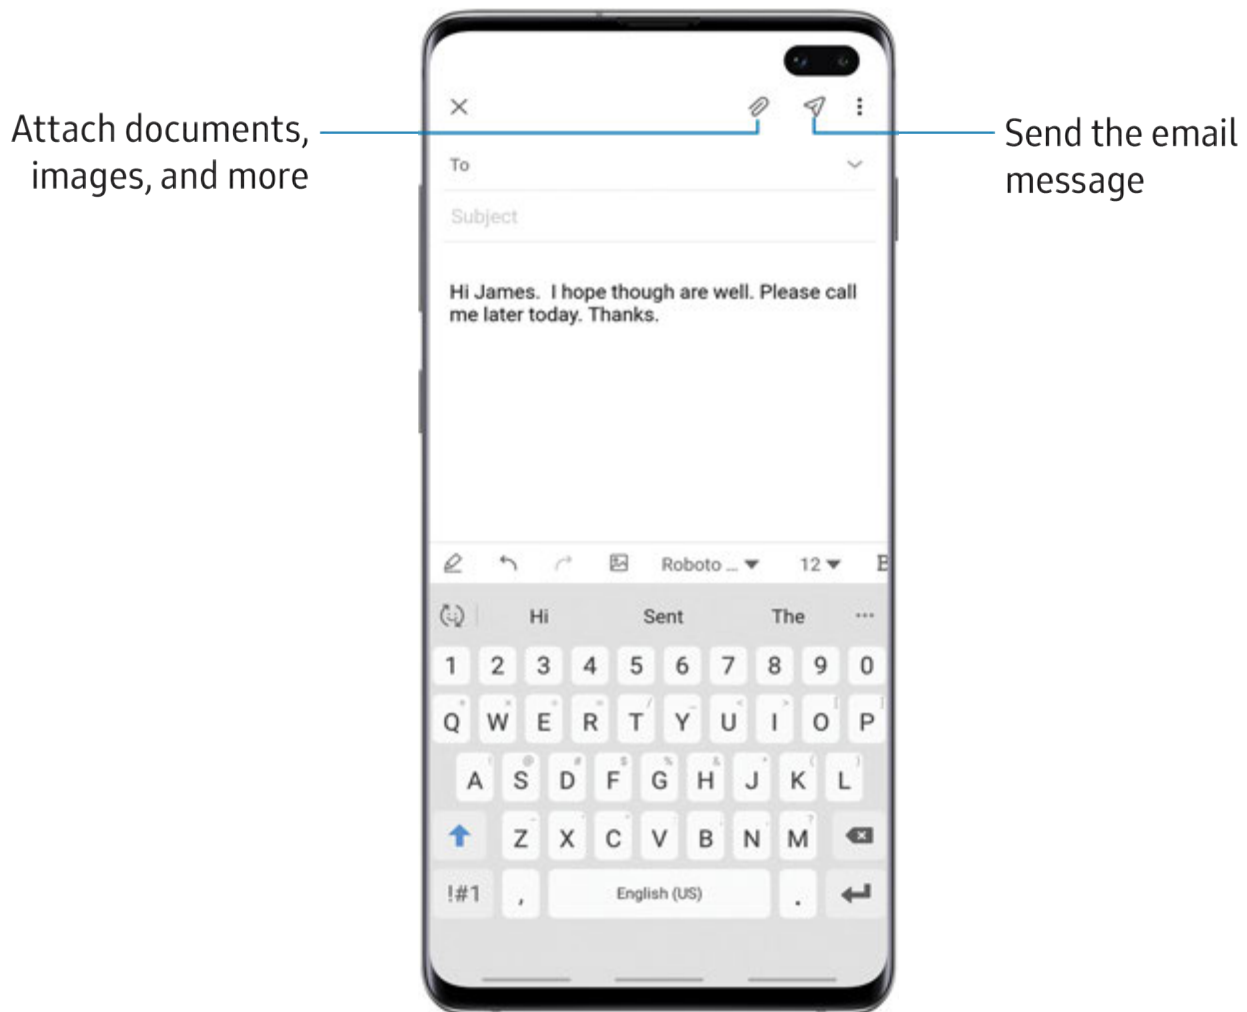 Attach documents,
images, and more
Send the email
message
To
Subject
Hi James.  I hope though are well. Please call
me later today. Thanks.
Roboto ... 12 B
Hi Sent The ...
1 2 3 4 5 6 7 8 9 0
Q W E R T Y U I O P
A S D F G H J K L
Z X C V B N M
!#1 , English (US) .